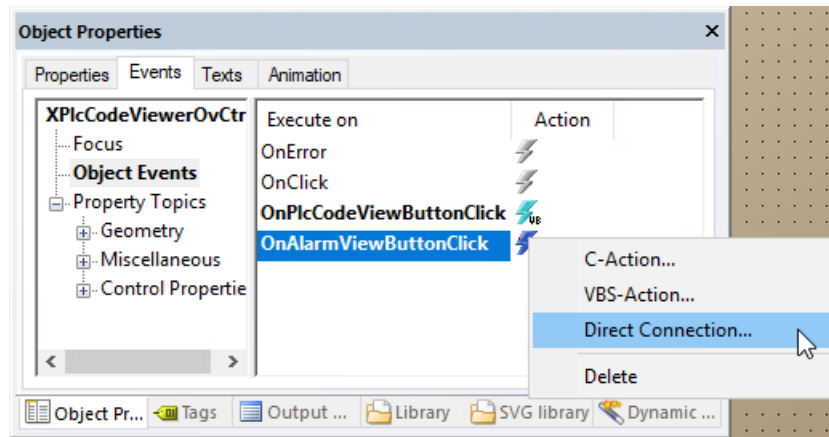 Object Properties
Properties Events Texts Animation
XPlcCodeViewerOvCtr
Focus
Object Events
Property Topics
Geometry
Miscellaneous
Control Propertie
Execute on Action
OnError
OnClick
OnPlcCodeViewButtonClick VB
OnAlarmViewButtonClick
C-Action...
VBS-Action...
Direct Connection...
Delete
Object Pr... Tags Output ... Library SVG library Dynamic ...